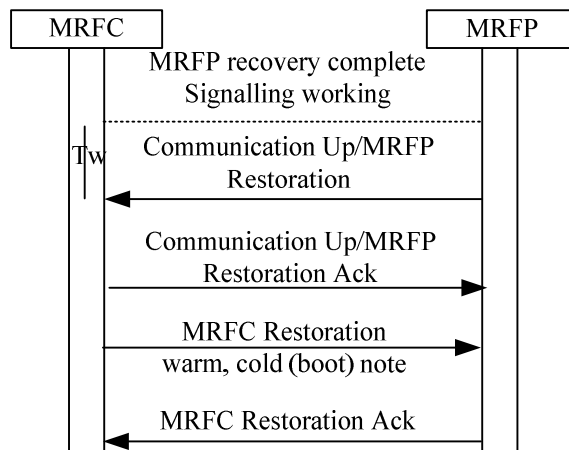 MRFC
MRFP
MRFP recovery complete
Signalling working
Tw
Communication Up/MRFP
Restoration
Communication Up/MRFP
Restoration Ack
MRFC Restoration
warm, cold (boot) note
MRFC Restoration Ack